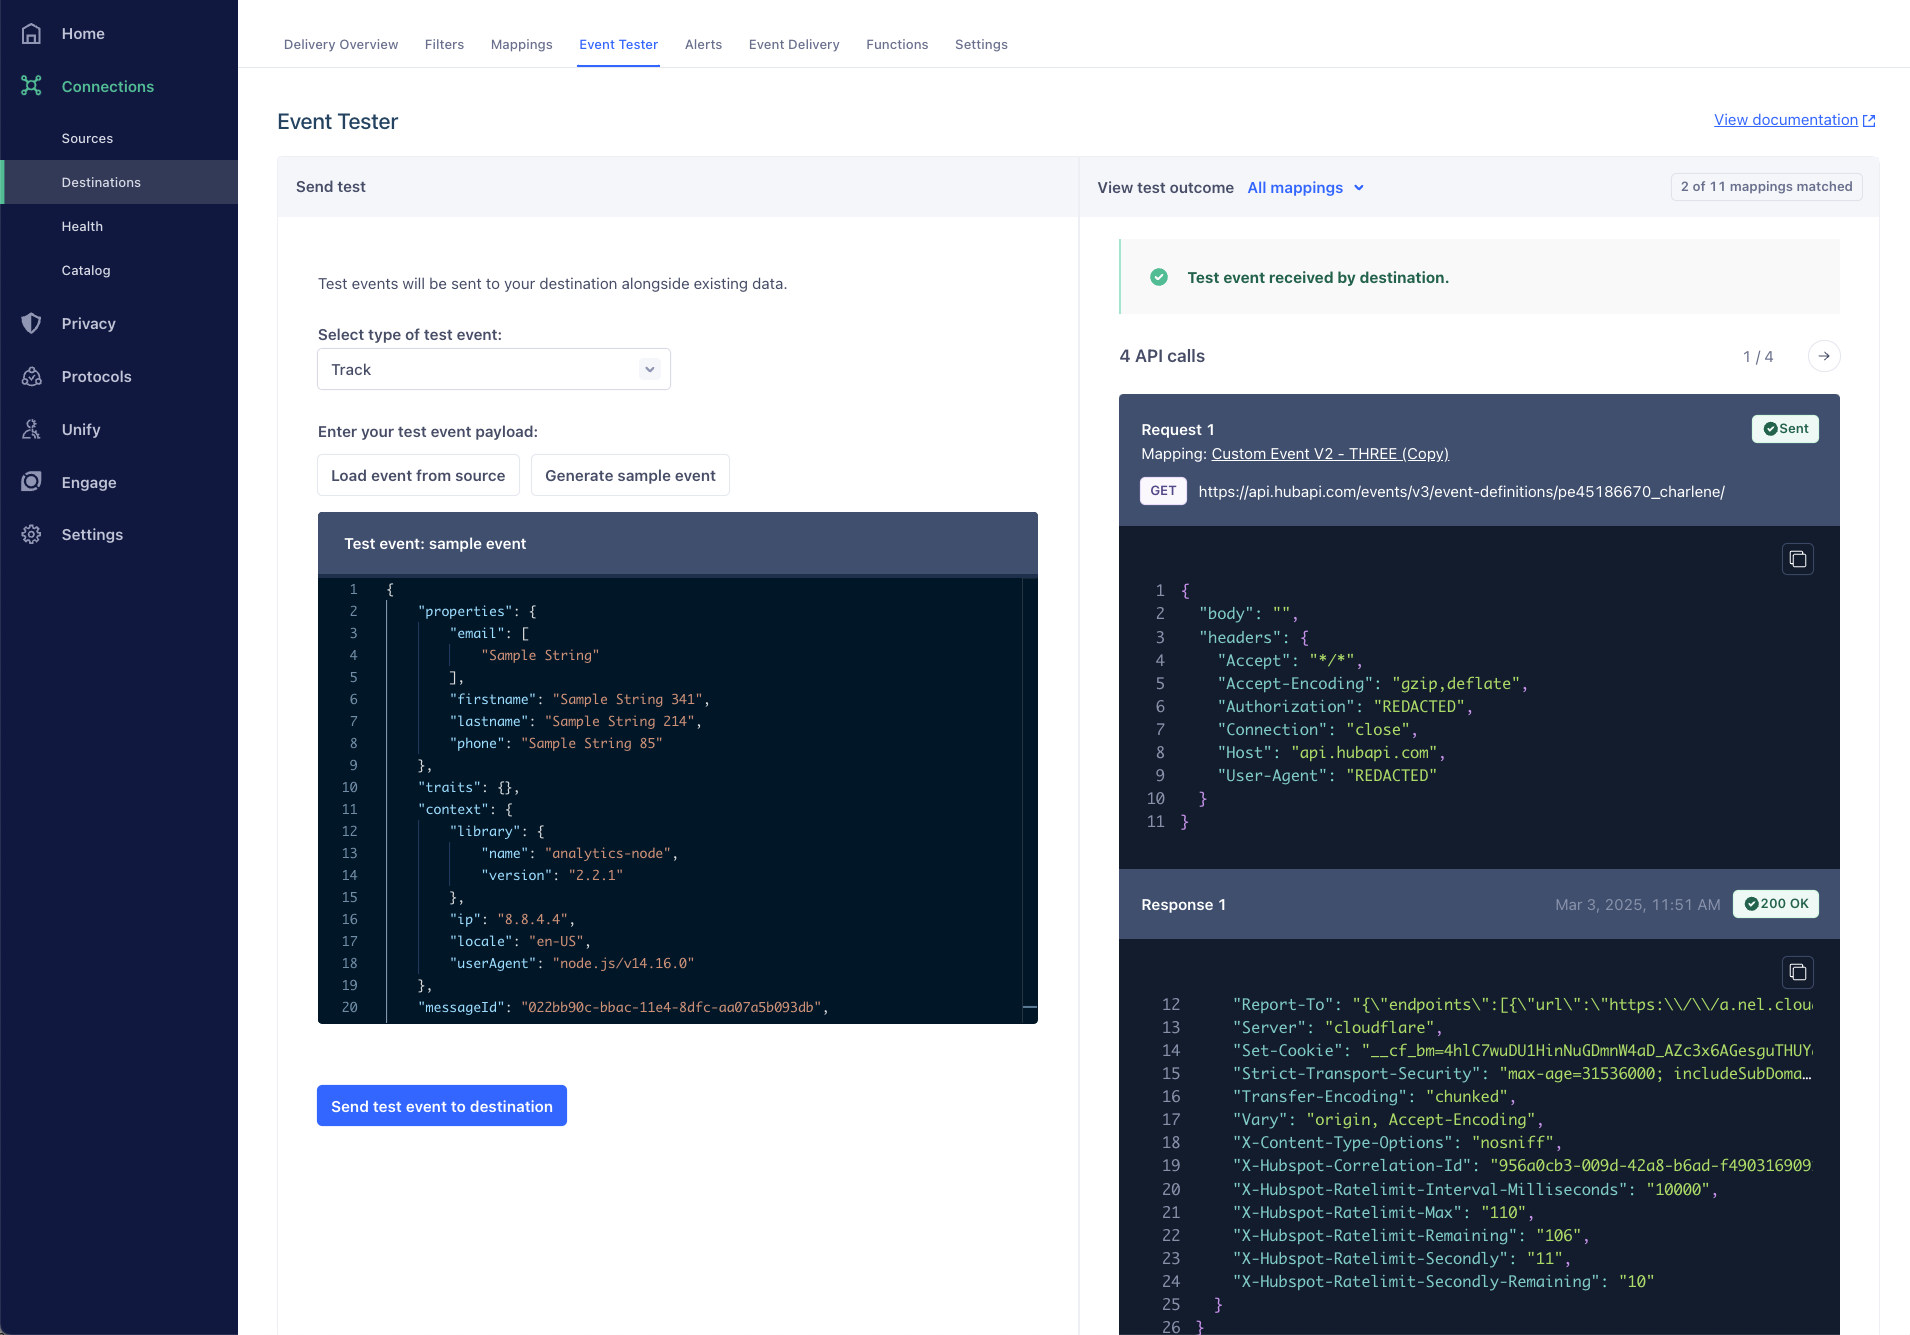 Home
Connections
Sources
Destinations
Health
Catalog
Privacy
Protocols
Unify
Engage
Settings
Delivery Overview Filters Mappings Event Tester Alerts Event Delivery Functions Settings
Event Tester
View documentation
Send test
Test events will be sent to your destination alongside existing data.
Select type of test event:
Track
Enter your test event payload:
Load event from source Generate sample event
Test event: sample event
1 {
2 "properties": {
3 "email": [
4 "Sample String"
5 ],
6 "firstname": "Sample String 341",
7 "lastname": "Sample String 214",
8 "phone": "Sample String 85"
9 },
10 "traits": {},
11 "context": {
12 "library": {
13 "name": "analytics-node",
14 "version": "2.2.1"
15 },
16 "ip": "8.8.4.4",
17 "locale": "en-US",
18 "userAgent": "node.js/v14.16.0"
19 },
20 "messageId": "022bb90c-bbac-11e4-8dfc-aa07a5b093db",
Send test event to destination
View test outcome All mappings 2 of 11 mappings matched
Test event received by destination.
4 API calls 1 / 4
Request 1 Sent
Mapping: Custom Event V2 - THREE (Copy)
GET https://api.hubapi.com/events/v3/event-definitions/pe45186670_charlene/
1 {
2 "body": "",
3 "headers": {
4 "Accept": "*/*",
5 "Accept-Encoding": "gzip,deflate",
6 "Authorization": "REDACTED",
7 "Connection": "close",
8 "Host": "api.hubapi.com",
9 "User-Agent": "REDACTED"
10 }
11 }
Response 1 Mar 3, 2025, 11:51 AM 200 OK
12 "Report-To": "{\"endpoints\":[{\"url\":\"https:\\/\\/a.nel.clou
13 "Server": "cloudflare",
14 "Set-Cookie": "__cf_bm=4hlC7wuDU1HinNuGDmnW4aD_AZc3x6AGesguTHUY
15 "Strict-Transport-Security": "max-age=31536000; includeSubDoma…
16 "Transfer-Encoding": "chunked",
17 "Vary": "origin, Accept-Encoding",
18 "X-Content-Type-Options": "nosniff",
19 "X-Hubspot-Correlation-Id": "956a0cb3-009d-42a8-b6ad-f490316909
20 "X-Hubspot-Ratelimit-Interval-Milliseconds": "10000",
21 "X-Hubspot-Ratelimit-Max": "110",
22 "X-Hubspot-Ratelimit-Remaining": "106",
23 "X-Hubspot-Ratelimit-Secondly": "11",
24 "X-Hubspot-Ratelimit-Secondly-Remaining": "10"
25 }
26 }